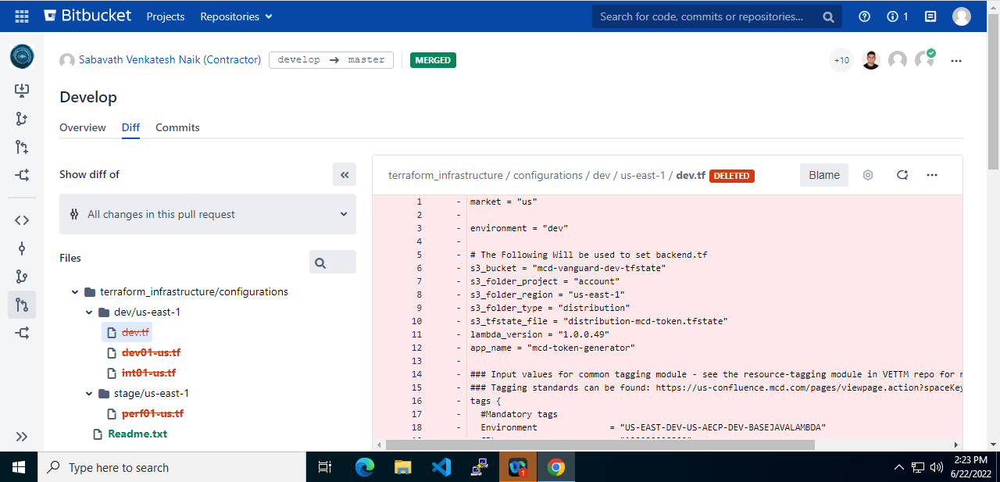 Bitbucket Projects Repositories Search for code, commits or repositories... 1
Sabavath Venkatesh Naik (Contractor) develop → master MERGED +10
Develop
Overview Diff Commits
Show diff of
All changes in this pull request
Files
terraform_infrastructure/configurations
dev/us-east-1
dev.tf
dev01-us.tf
int01-us.tf
stage/us-east-1
perf01-us.tf
Readme.txt
terraform_infrastructure / configurations / dev / us-east-1 / dev.tf DELETED Blame
1 - market = "us"
2 -
3 - environment = "dev"
4 -
5 - # The Following Will be used to set backend.tf
6 - s3_bucket = "mcd-vanguard-dev-tfstate"
7 - s3_folder_project = "account"
8 - s3_folder_region = "us-east-1"
9 - s3_folder_type = "distribution"
10 - s3_tfstate_file = "distribution-mcd-token.tfstate"
11 - lambda_version = "1.0.0.49"
12 - app_name = "mcd-token-generator"
13 -
14 - ### Input values for common tagging module - see the resource-tagging module in VETTM repo for
15 - ### Tagging standards can be found: https://us-confluence.mcd.com/pages/viewpage.action?spaceKey
16 - tags {
17 - #Mandatory tags
18 - Environment = "US-EAST-DEV-US-AECP-DEV-BASEJAVALAMBDA"
Type here to search
1
2:23 PM
6/22/2022